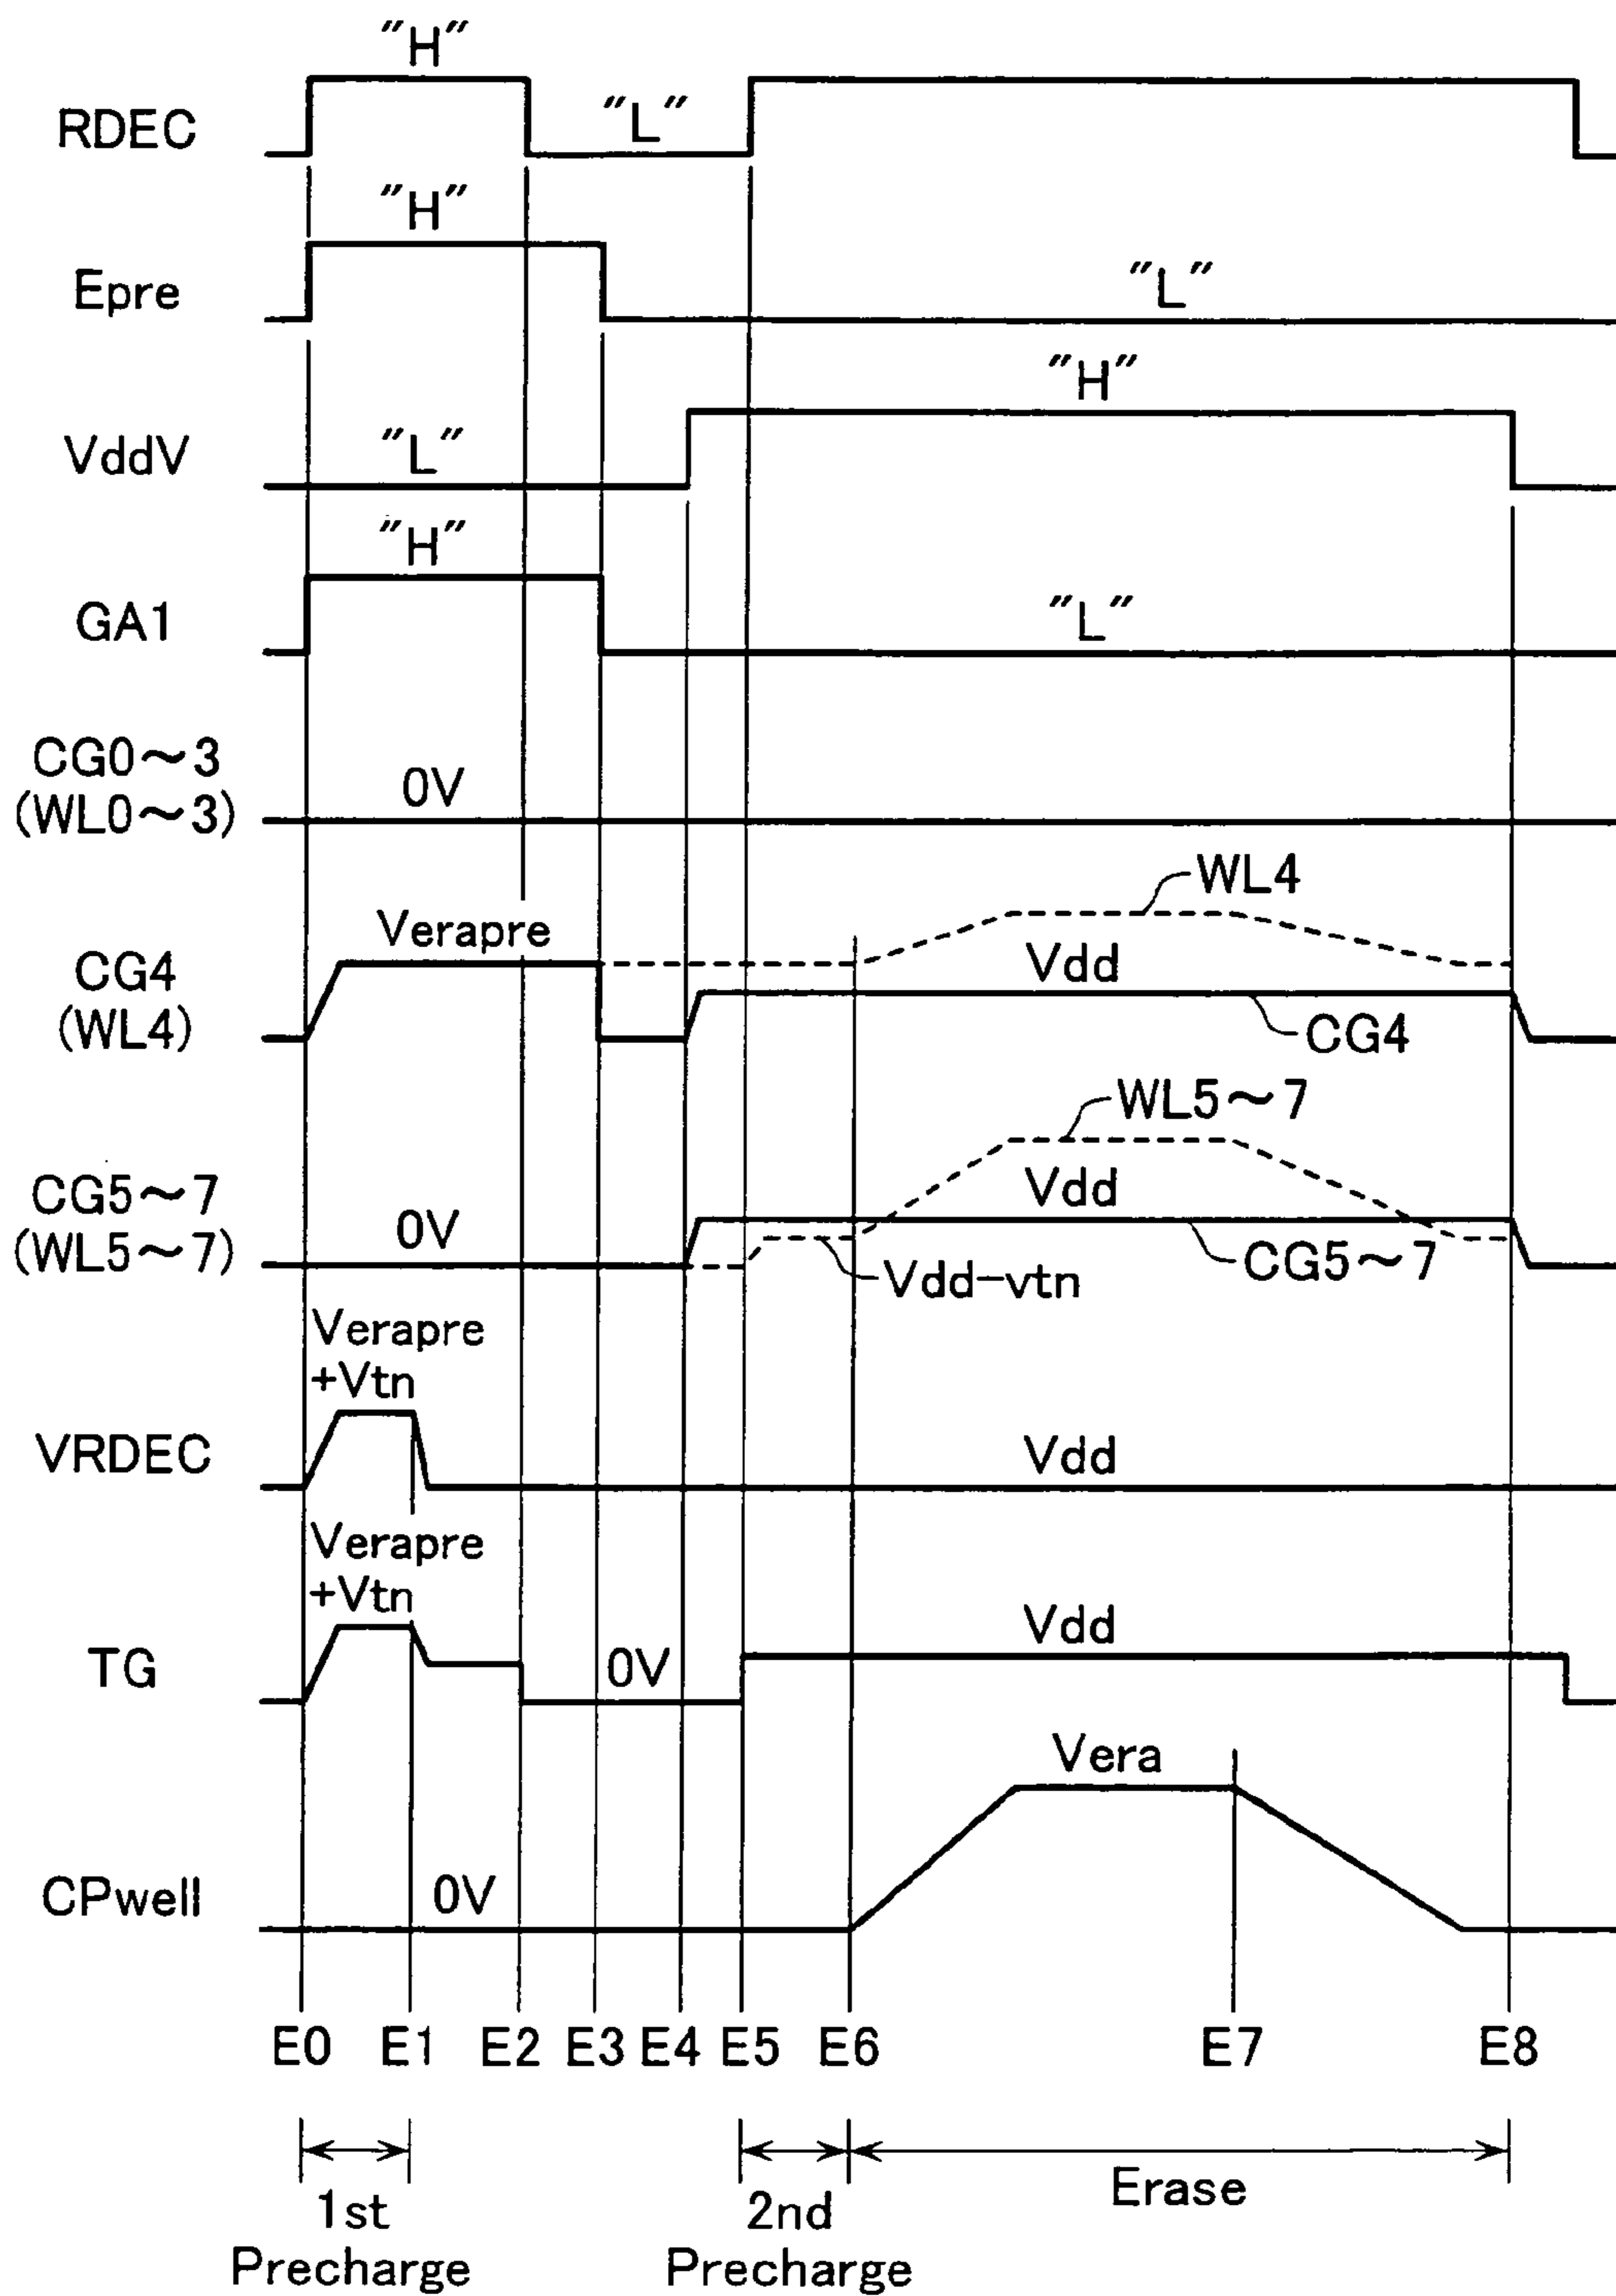 "H"
RDEC
"L"
"H"
Epre
"L"
"H"
VddV
"L"
"H"
GA1
"L"
CG0～3
(WL0～3)
0V
WL4
Verapre
Vdd
CG4
(WL4)
CG4
WL5～7
Vdd
CG5～7
(WL5～7)
0V
CG5～7
Vdd-vtn
Verapre
+Vtn
VRDEC
Vdd
Verapre
+Vtn
Vdd
TG
0V
Vera
CPwell
0V
E0 E1 E2 E3 E4 E5 E6 E7 E8
1st
Precharge
2nd
Precharge
Erase